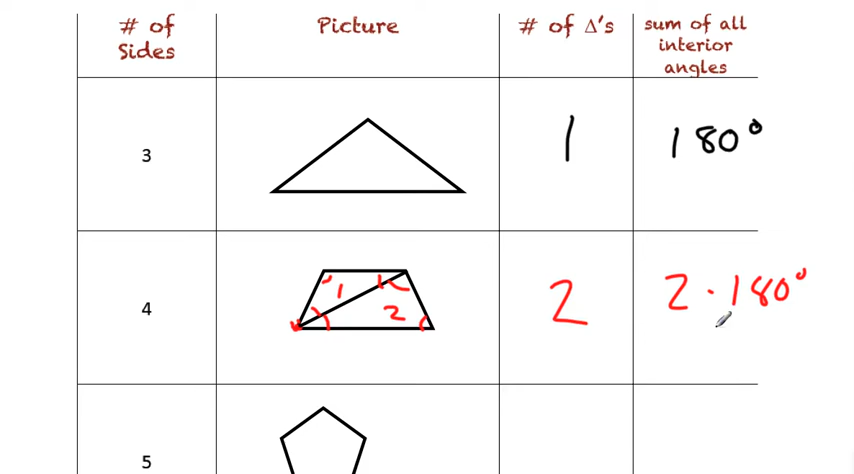 # of
Sides
Picture
# of Δ's
sum of all
interior
angles
3
1
180°
4
1
2
2
2 · 180°
5